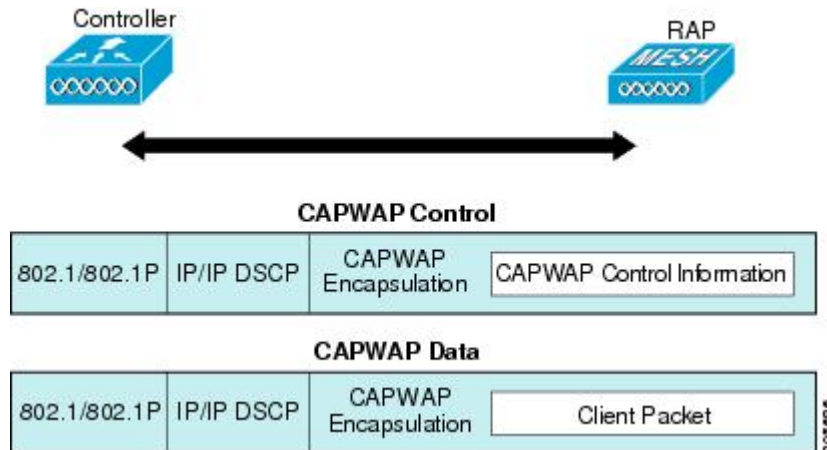 Controller
RAP
MESH
CAPWAP Control
802.1/802.1P IP/IP DSCP CAPWAP Encapsulation CAPWAP Control Information
CAPWAP Data
802.1/802.1P IP/IP DSCP CAPWAP Encapsulation Client Packet